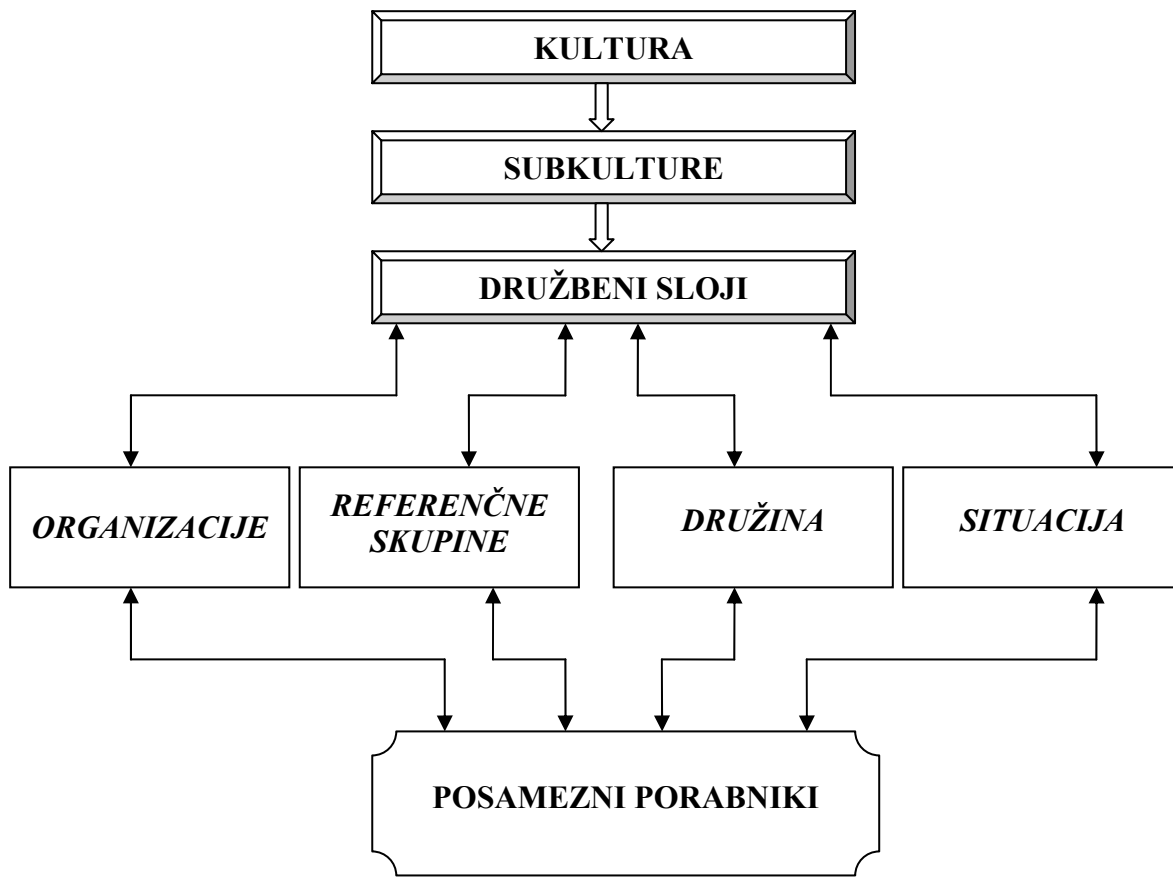 KULTURA
SUBKULTURE
DRUŽBENI SLOJI
ORGANIZACIJE
REFERENČNE
SKUPINE
DRUŽINA
SITUACIJA
POSAMEZNI PORABNIKI